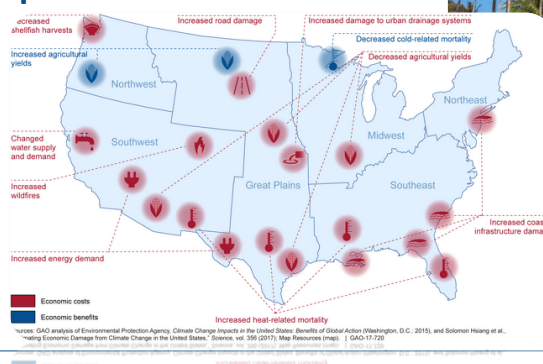 decreased
shellfish harvests
Increased road damage
Increased damage to urban drainage systems
Decreased cold-related mortality
Increased agricultural
yields
Decreased agricultural yields
Northwest
Northeast
Changed
water supply
and demand
Southwest
Midwest
Great Plains
Southeast
Increased
wildfires
Increased coas
infrastructure dama
Increased energy demand
Economic costs
Economic benefits
Increased heat-related mortality
ources: GAO analysis of Environmental Protection Agency, Climate Change Impacts in the United States: Benefits of Global Action (Washington, D.C.: 2015), and Solomon Hsiang et al.,
mating Economic Damage from Climate Change in the United States," Science, vol. 356 (2017); Map Resources (map). | GAO-17-720